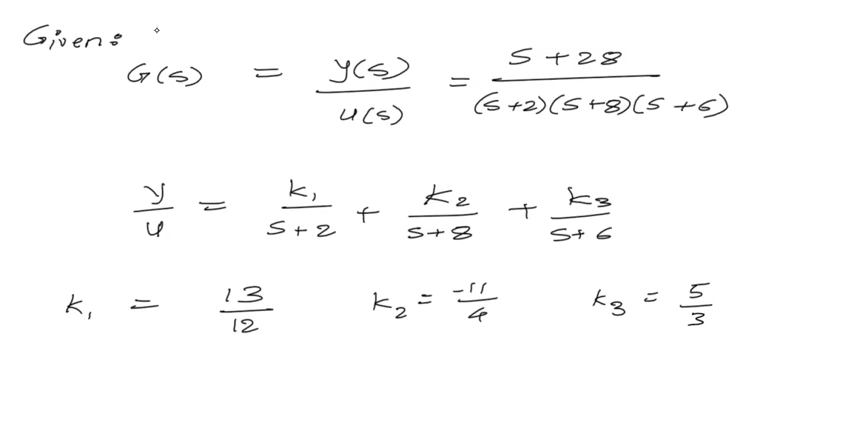 Given:
G(s) = y(s)/u(s) = s+28/(s+2)(s+8)(s+6)
y/u = k₁/s+2 + k₂/s+8 + k₃/s+6
k₁ = 13/12 k₂ = -11/4 k₃ = 5/3